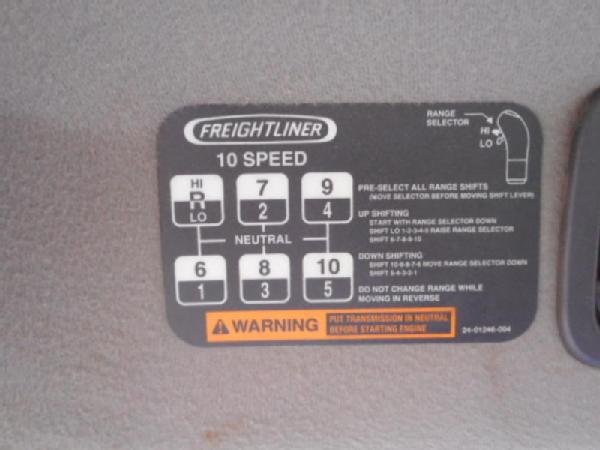 FREIGHTLINER
10 SPEED
RANGE SELECTOR
HI
LO
HI R LO
7 2
9 4
NEUTRAL
6 1
8 3
10 5
PRE-SELECT ALL RANGE SHIFTS
(MOVE SELECTOR BEFORE MOVING SHIFT LEVER)
UP SHIFTING
START WITH RANGE SELECTOR DOWN
SHIFT LO 1-2-3-4-5 RAISE RANGE SELECTOR
SHIFT 6-7-8-9-10
DOWN SHIFTING
SHIFT 10-9-8-7-6 MOVE RANGE SELECTOR DOWN
SHIFT 5-4-3-2-1
DO NOT CHANGE RANGE WHILE
MOVING IN REVERSE
WARNING
PUT TRANSMISSION IN NEUTRAL
BEFORE STARTING ENGINE
24-01246-004